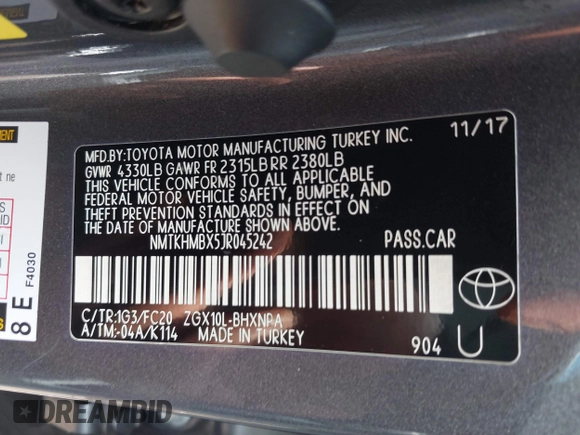 MFD.BY:TOYOTA MOTOR MANUFACTURING TURKEY INC. 11/17
GVWR 4330LB GAWR FR 2315LB RR 2380LB
THIS VEHICLE CONFORMS TO ALL APPLICABLE
FEDERAL MOTOR VEHICLE SAFETY, BUMPER, AND
THEFT PREVENTION STANDARDS IN EFFECT ON
THE DATE OF MANUFACTURE SHOWN ABOVE.
NMTKHMBX5JR045242 PASS.CAR
C/TR:1G3/FC20 ZGX10L-BHXNPA
A/TM:-04A/K114 MADE IN TURKEY
904 U
8 E F4030
DREAMBID